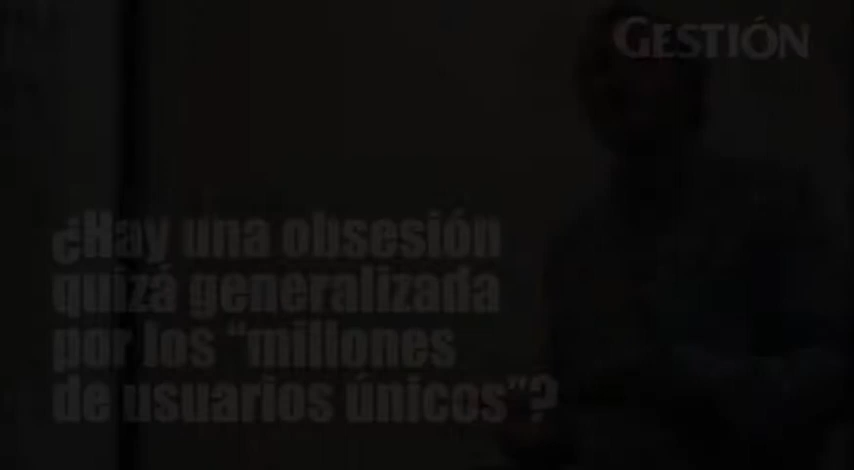 GESTIÓN
¿Hay una obsesión
quizá generalizada
por los "millones
de usuarios únicos"?